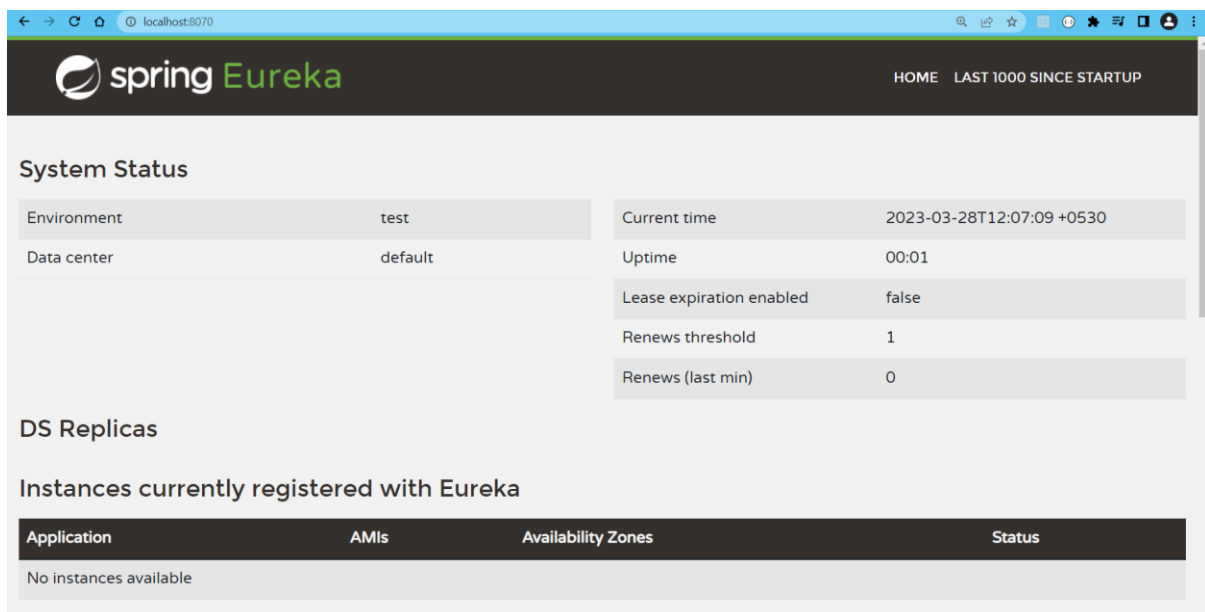 localhost:8070
spring Eureka
HOME LAST 1000 SINCE STARTUP
System Status
Environment test
Data center default
Current time 2023-03-28T12:07:09 +0530
Uptime 00:01
Lease expiration enabled false
Renews threshold 1
Renews (last min) 0
DS Replicas
Instances currently registered with Eureka
Application AMIs Availability Zones Status
No instances available